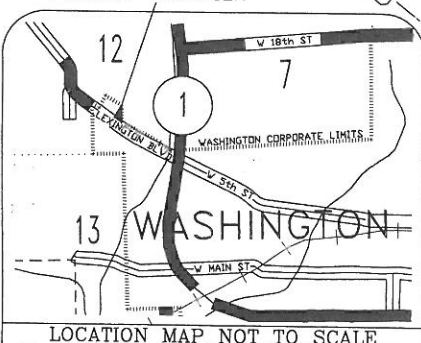 W 18th ST
12
7
1
LEXINGTON BLVD
WASHINGTON CORPORATE LIMITS
W 5th ST
13
WASHINGTON
W MAIN ST
LOCATION MAP NOT TO SCALE